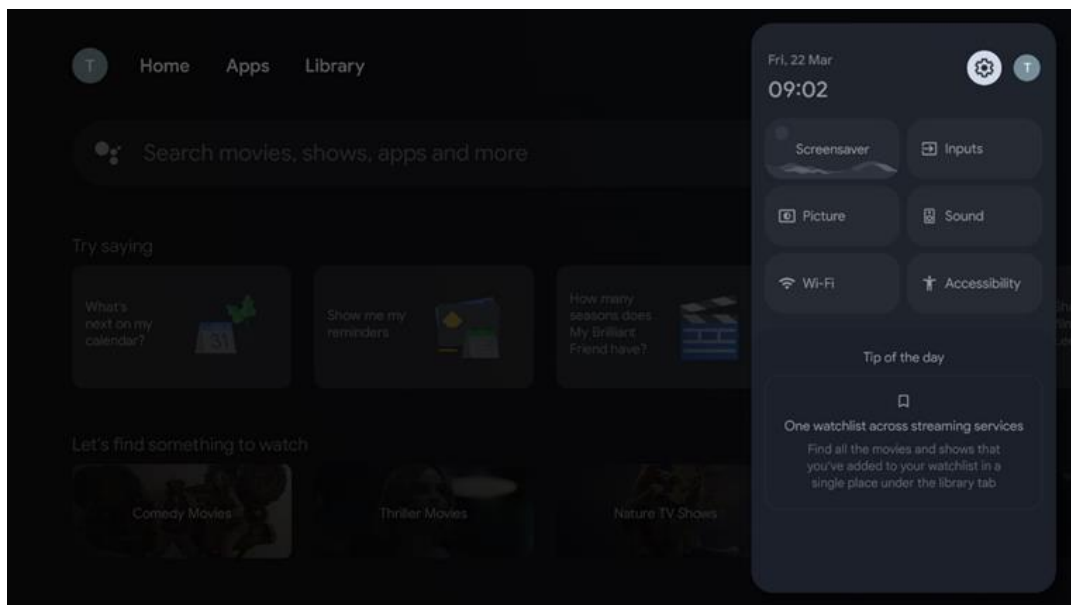 T
Home
Apps
Library
Search movies, shows, apps and more
Try saying
What's
next on my
calendar?
31
Show me my
reminders
How many
seasons does
My Brilliant
Friend have?
Let's find something to watch
Comedy Movies
Thriller Movies
Nature TV Shows
Fri, 22 Mar
09:02
T
Screensaver
Inputs
Picture
Sound
Wi-Fi
Accessibility
Tip of the day
One watchlist across streaming services
Find all the movies and shows that
you've added to your watchlist in a
single place under the library tab